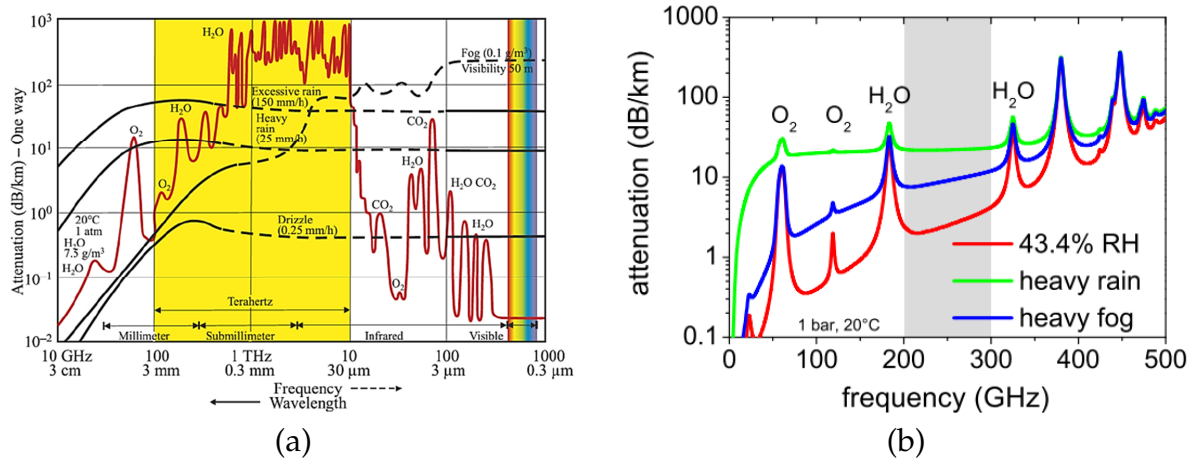 10³
10²
10¹
10⁰
10⁻¹
10⁻²
Attenuation (dB/km) – One way
H₂O
Fog (0.1 g/m³)
Visibility 50 m
Excessive rain
(150 mm/h)
H₂O
Heavy
rain
(25 mm/h)
CO₂
O₂
O₂
H₂O
H₂O CO₂
20°C
1 atm
H₂O
7.5 g/m³
H₂O
Drizzle
(0.25 mm/h)
CO₂
H₂O
O₂
Terahertz
Millimeter
Submillimeter
Infrared
Visible
10 GHz
3 cm
100
3 mm
1 THz
0.3 mm
10
30 µm
100
3 µm
1000
0.3 µm
Frequency
Wavelength
(a)
1000
100
10
1
0.1
attenuation (dB/km)
O₂
O₂
H₂O
H₂O
43.4% RH
heavy rain
heavy fog
1 bar, 20°C
0
100
200
300
400
500
frequency (GHz)
(b)